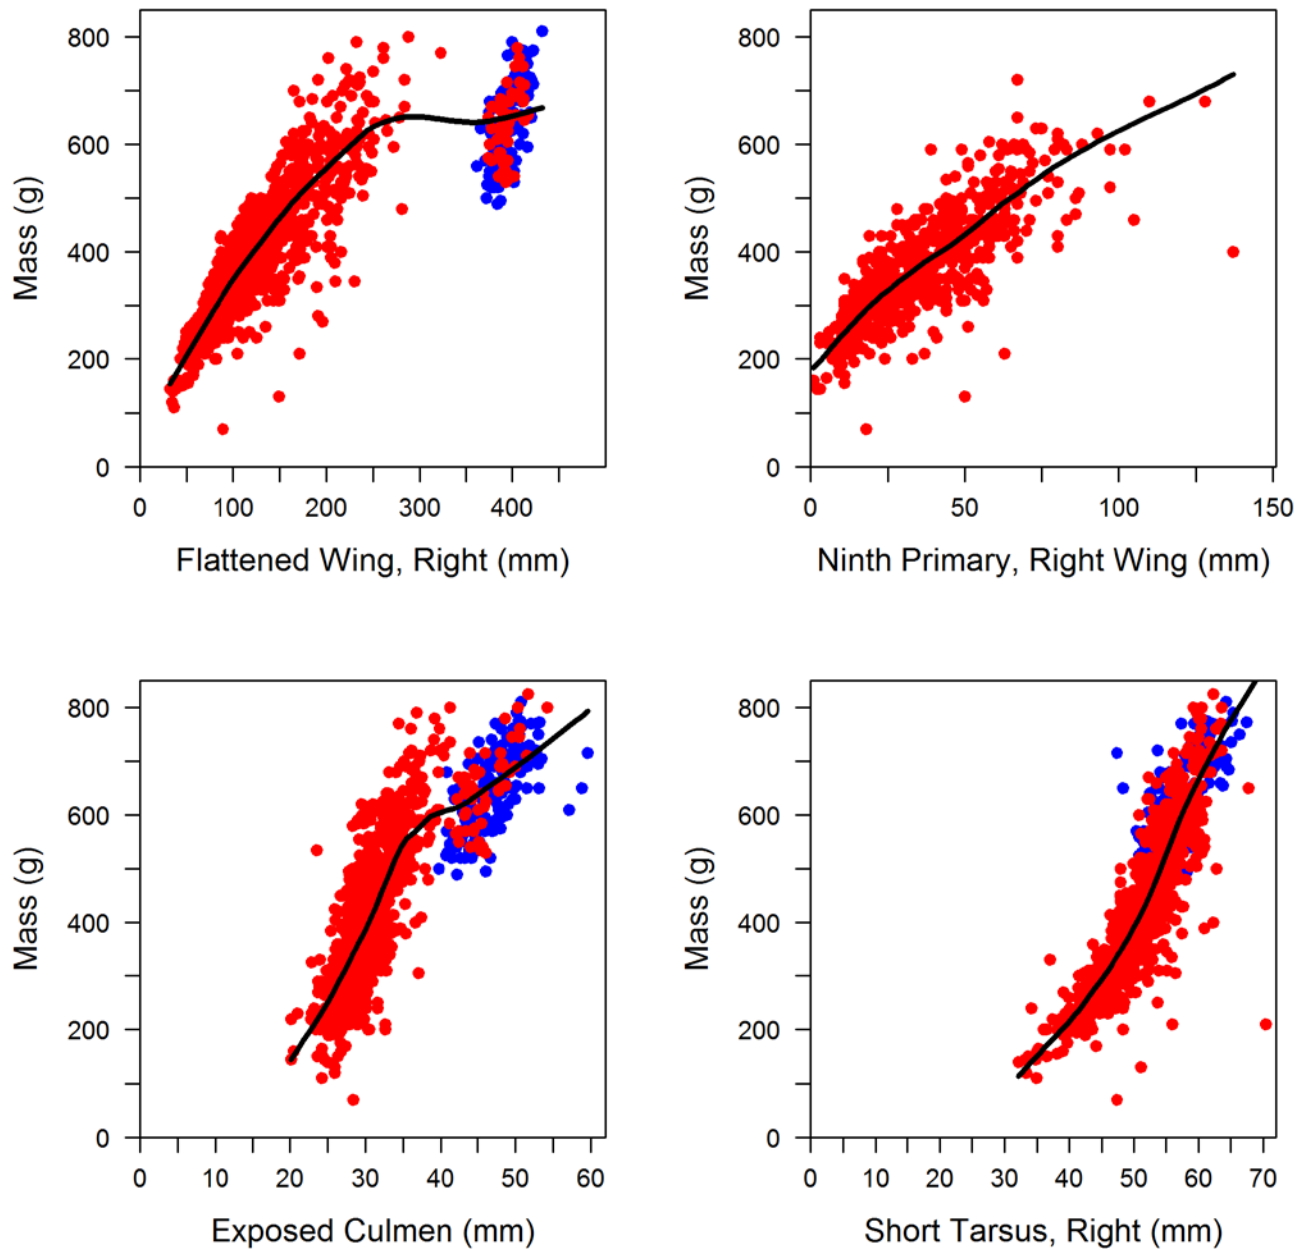 800
600
400
200
0
Mass (g)
0 100 200 300 400
Flattened Wing, Right (mm)
800
600
400
200
0
Mass (g)
0 50 100 150
Ninth Primary, Right Wing (mm)
800
600
400
200
0
Mass (g)
0 10 20 30 40 50 60
Exposed Culmen (mm)
800
600
400
200
0
Mass (g)
0 10 20 30 40 50 60 70
Short Tarsus, Right (mm)